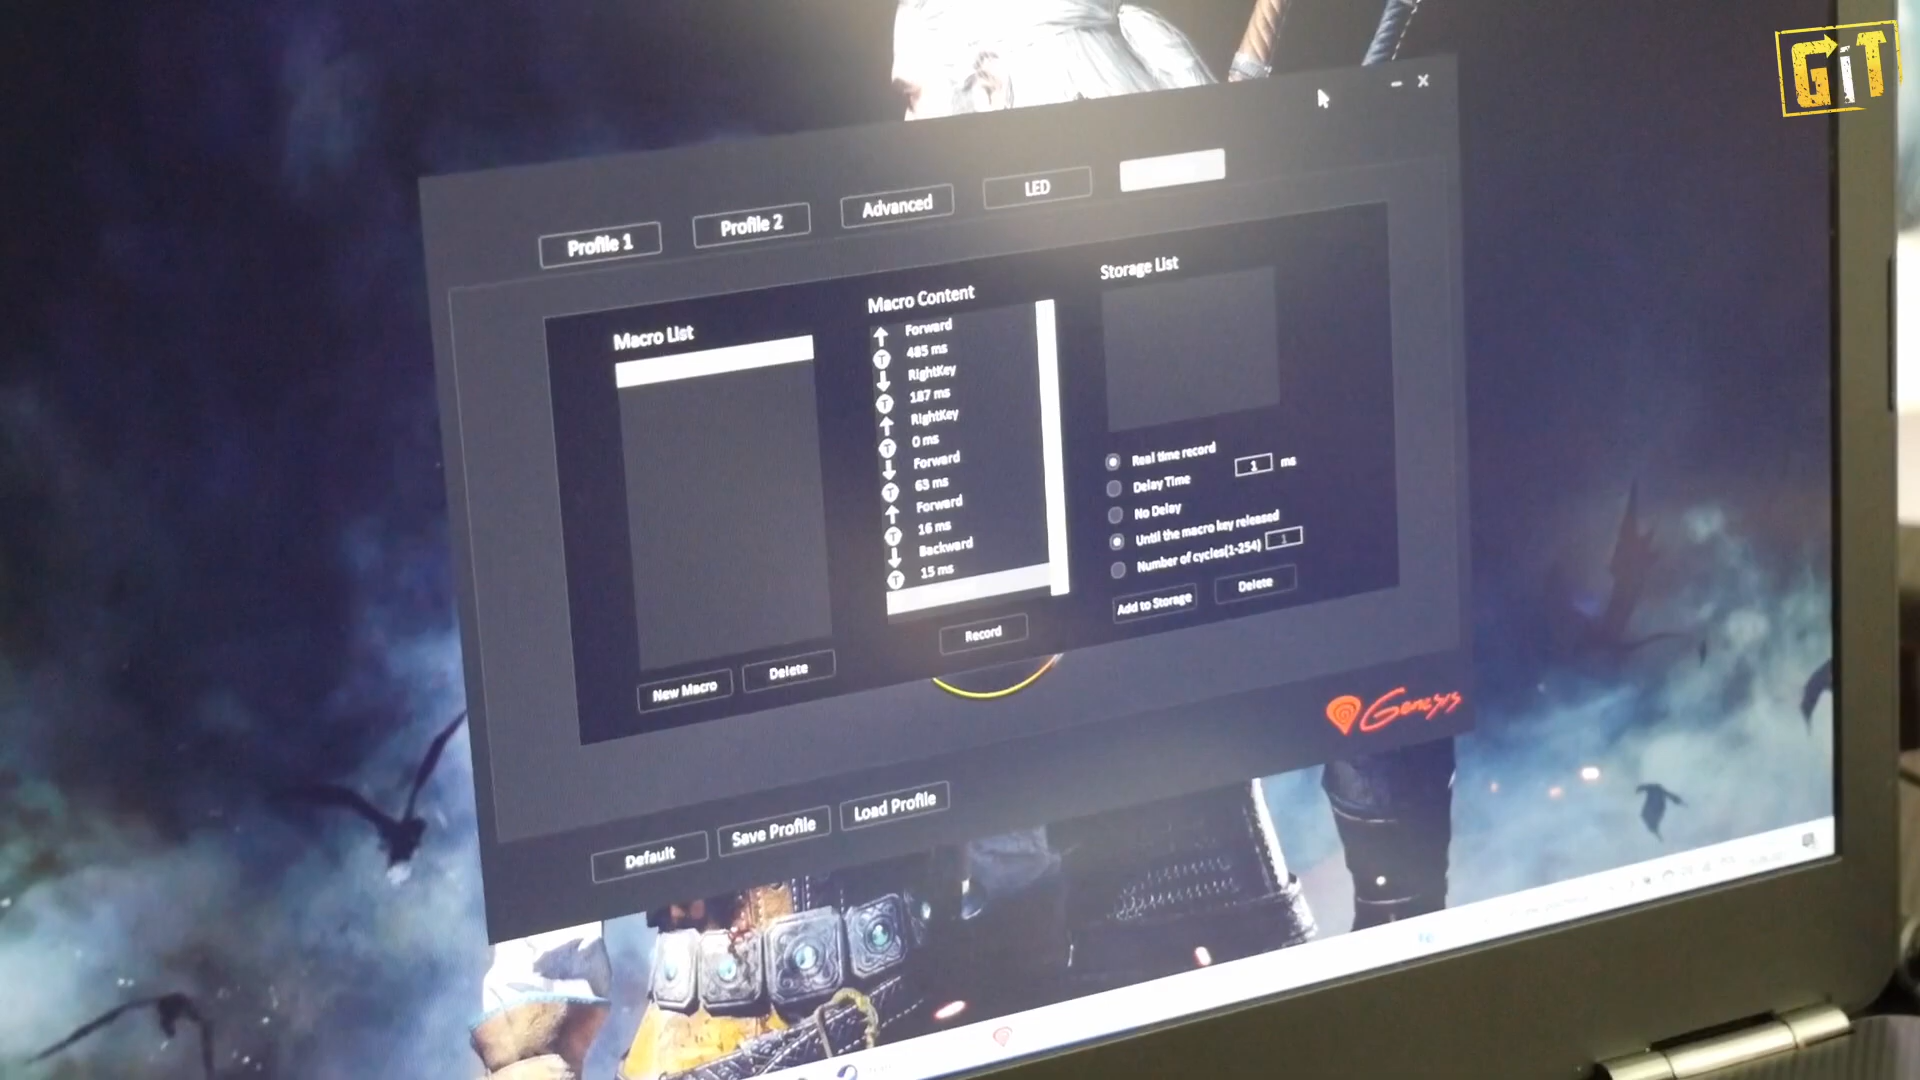 GiT
Profile 1
Profile 2
Advanced
LED
Macro List
Macro Content
Storage List
Forward
485 ms
RightKey
187 ms
RightKey
0 ms
Forward
63 ms
Forward
16 ms
Backward
15 ms
Real time record
1 ms
Delay Time
No Delay
Until the macro key released
Number of cycles(1-254) 1
New Macro
Delete
Record
Add to Storage
Delete
Genesis
Default
Save Profile
Load Profile